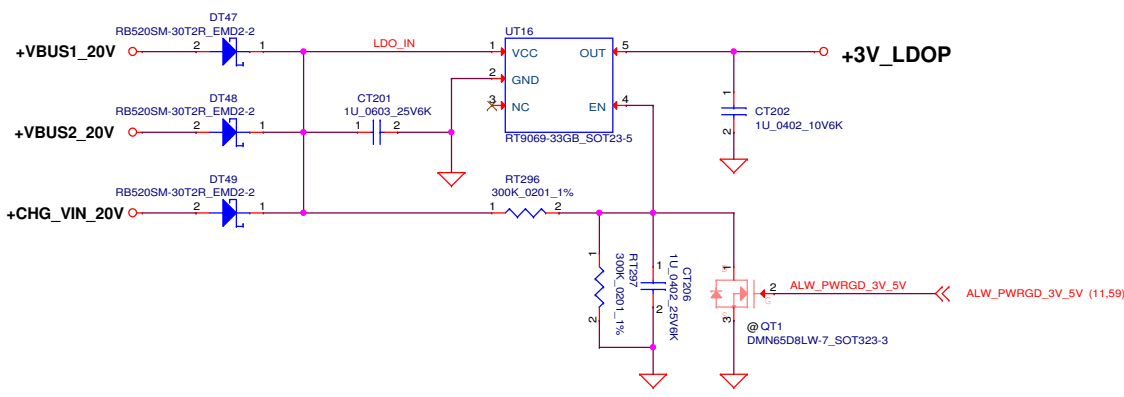 DT47
RB520SM-30T2R_EMD2-2
+VBUS1_20V
2
1
LDO_IN
UT16
1
VCC
OUT
5
+3V_LDOP
2
GND
3
NC
EN
4
RT9069-33GB_SOT23-5
DT48
RB520SM-30T2R_EMD2-2
+VBUS2_20V
2
1
CT201
1U_0603_25V6K
1
2
1
CT202
1U_0402_10V6K
2
DT49
RB520SM-30T2R_EMD2-2
+CHG_VIN_20V
2
1
RT296
300K_0201_1%
1
2
1
RT297
300K_0201_1%
2
1
CT206
1U_0402_25V6K
2
1
D
2
G
3
S
ALW_PWRGD_3V_5V
ALW_PWRGD_3V_5V (11,59)
@ QT1
DMN65D8LW-7_SOT323-3